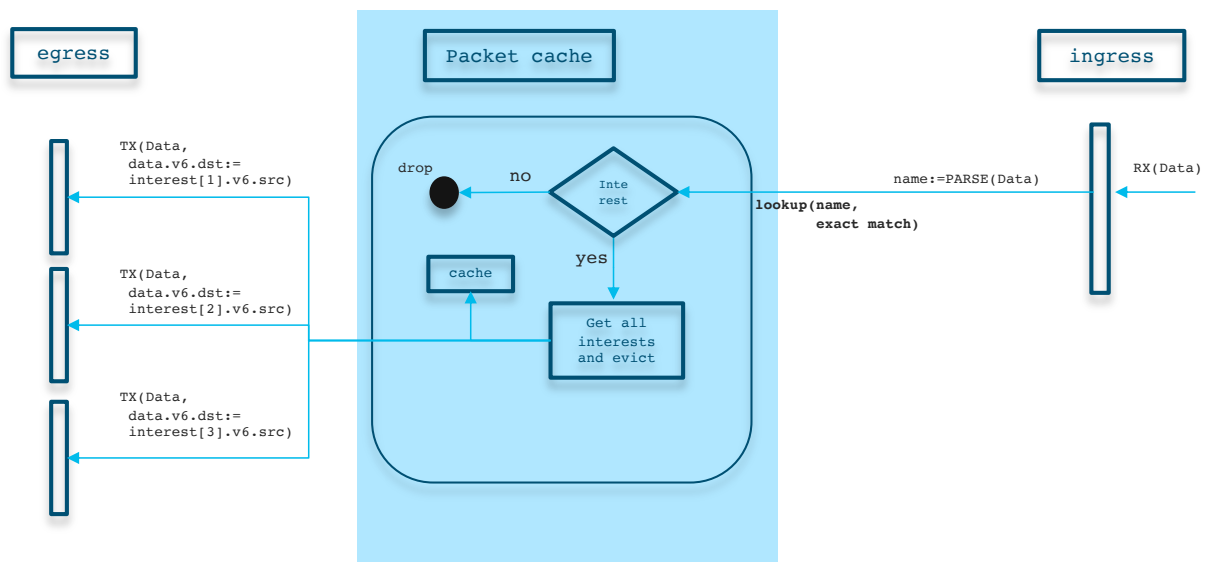 egress
Packet cache
ingress
TX(Data,
data.v6.dst:=
interest[1].v6.src)
drop
no
Inte
rest
name:=PARSE(Data)
RX(Data)
lookup(name,
exact match)
yes
TX(Data,
data.v6.dst:=
interest[2].v6.src)
cache
Get all
interests
and evict
TX(Data,
data.v6.dst:=
interest[3].v6.src)